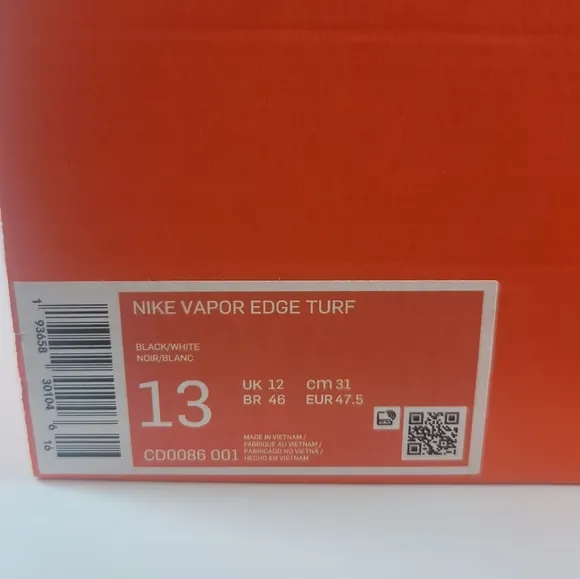 NIKE VAPOR EDGE TURF
BLACK/WHITE
NOIR/BLANC
13
UK 12 cm 31
BR 46 EUR 47.5
CD0086 001
MADE IN VIETNAM /
FABRIQUE AU VIETNAM /
FABRICADO NO VIETNÃ /
HECHO EN VIETNAM
1 93658 30104 6 16